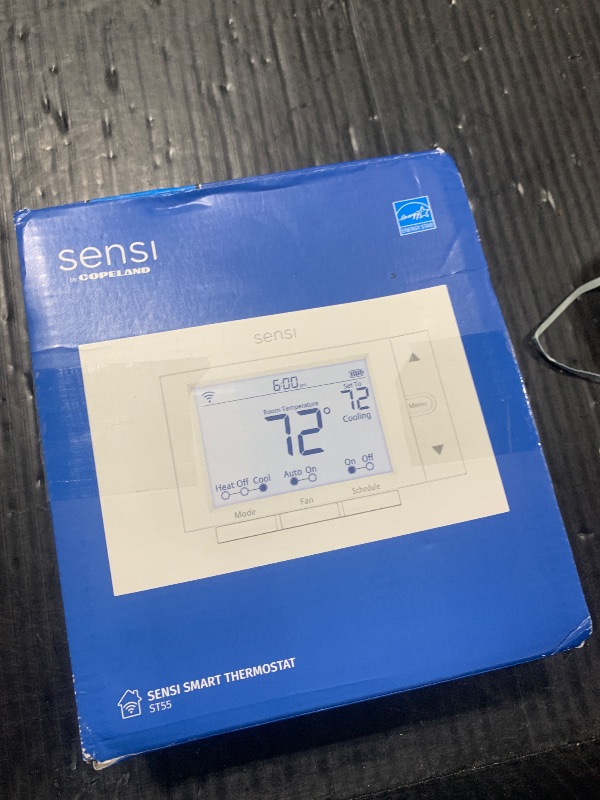 sensi
BY COPELAND
ENERGY STAR
sensi
6:00
Set To
Room Temperature
72°
72
Cooling
Menu
Heat Off Cool
Auto On
On Off
Mode
Fan
Schedule
SENSI SMART THERMOSTAT
ST55